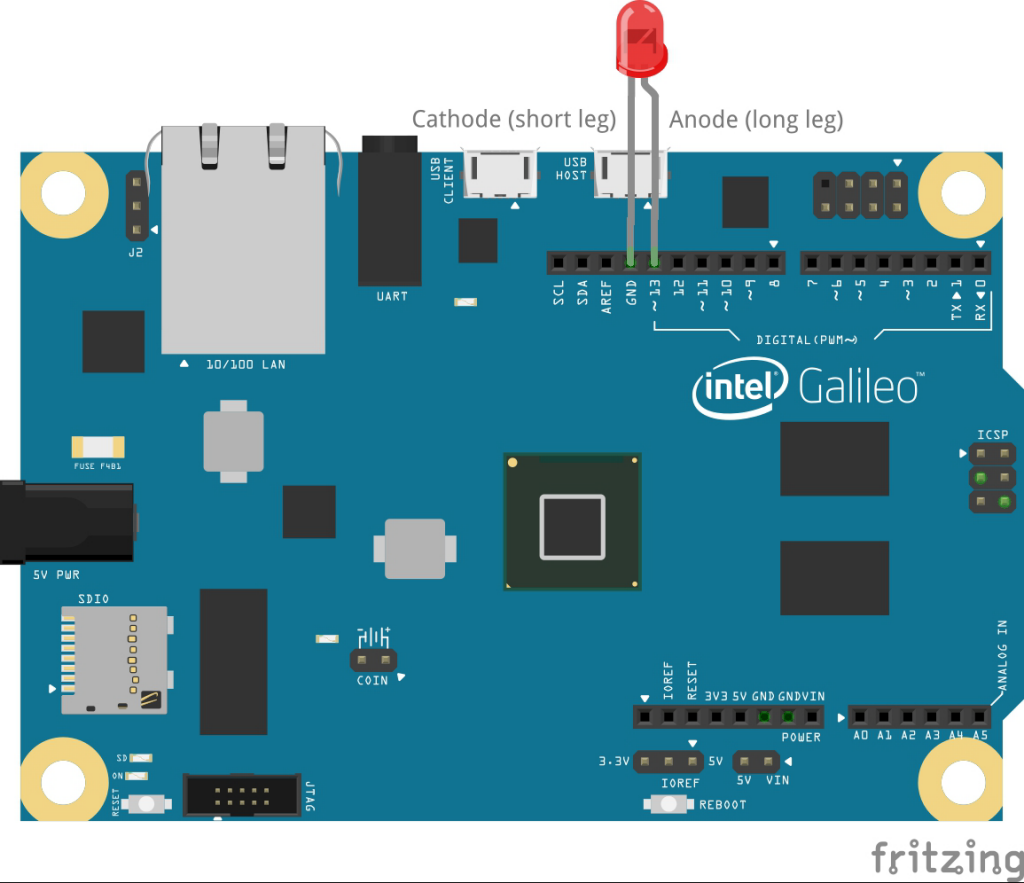 Cathode (short leg)
Anode (long leg)
USB
CLIENT
USB
HOST
J2
UART
SCL
SDA
AREF
GND
~13
12
~11
~10
~9
8
7
~6
~5
4
~3
2
TX▶1
RX◀0
DIGITAL(PWM~)
10/100 LAN
intel® Galileo™
ICSP
FUSE F4B1
5V PWR
SDIO
COIN
ANALOG IN
IOREF
RESET
3V3
5V
GND
GND
VIN
POWER
A0
A1
A2
A3
A4
A5
3.3V
5V
IOREF
5V
VIN
SD
ON
RESET
JTAG
REBOOT
fritzing